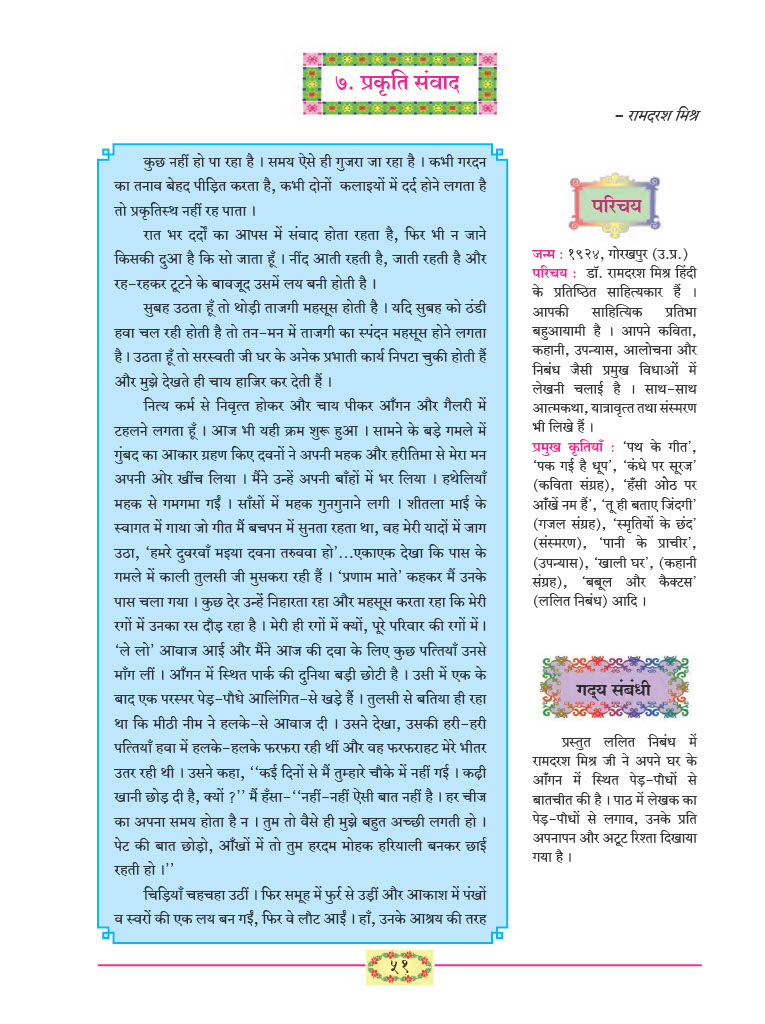 ७. प्रकृति संवाद
– रामदरश मिश्र
कुछ नहीं हो पा रहा है । समय ऐसे ही गुजरा जा रहा है । कभी गरदन
का तनाव बेहद पीड़ित करता है, कभी दोनों कलाइयों में दर्द होने लगता है
तो प्रकृतिस्थ नहीं रह पाता ।
रात भर दर्दों का आपस में संवाद होता रहता है, फिर भी न जाने
किसकी दुआ है कि सो जाता हूँ । नींद आती रहती है, जाती रहती है और
रह-रहकर टूटने के बावजूद उसमें लय बनी होती है ।
सुबह उठता हूँ तो थोड़ी ताजगी महसूस होती है । यदि सुबह को ठंडी
हवा चल रही होती है तो तन-मन में ताजगी का स्पंदन महसूस होने लगता
है । उठता हूँ तो सरस्वती जी घर के अनेक प्रभाती कार्य निपटा चुकी होती हैं
और मुझे देखते ही चाय हाजिर कर देती हैं ।
नित्य कर्म से निवृत्त होकर और चाय पीकर आँगन और गैलरी में
टहलने लगता हूँ । आज भी यही क्रम शुरू हुआ । सामने के बड़े गमले में
गुंबद का आकार ग्रहण किए दवनों ने अपनी महक और हरीतिमा से मेरा मन
अपनी ओर खींच लिया । मैंने उन्हें अपनी बाँहों में भर लिया । हथेलियाँ
महक से गमगमा गईं । साँसों में महक गुनगुनाने लगी । शीतला माई के
स्वागत में गाया जो गीत मैं बचपन में सुनता रहता था, वह मेरी यादों में जाग
उठा, ‘हमरे दुवरवाँ मइया दवना तरुववा हो’...एकाएक देखा कि पास के
गमले में काली तुलसी जी मुसकरा रही हैं । ‘प्रणाम माते’ कहकर मैं उनके
पास चला गया । कुछ देर उन्हें निहारता रहा और महसूस करता रहा कि मेरी
रगों में उनका रस दौड़ रहा है । मेरी ही रगों में क्यों, पूरे परिवार की रगों में ।
‘ले लो’ आवाज आई और मैंने आज की दवा के लिए कुछ पत्तियाँ उनसे
माँग लीं । आँगन में स्थित पार्क की दुनिया बड़ी छोटी है । उसी में एक के
बाद एक परस्पर पेड़-पौधे आलिंगित-से खड़े हैं । तुलसी से बतिया ही रहा
था कि मीठी नीम ने हलके-से आवाज दी । उसने देखा, उसकी हरी-हरी
पत्तियाँ हवा में हलके-हलके फरफरा रही थीं और वह फरफराहट मेरे भीतर
उतर रही थी । उसने कहा, ‘‘कई दिनों से मैं तुम्हारे चौके में नहीं गई । कढ़ी
खानी छोड़ दी है, क्यों ?’’ मैं हँसा-‘‘नहीं-नहीं ऐसी बात नहीं है । हर चीज
का अपना समय होता है न । तुम तो वैसे ही मुझे बहुत अच्छी लगती हो ।
पेट की बात छोड़ो, आँखों में तो तुम हरदम मोहक हरियाली बनकर छाई
रहती हो ।’’
चिड़ियाँ चहचहा उठीं । फिर समूह में फुर्र से उड़ीं और आकाश में पंखों
व स्वरों की एक लय बन गईं, फिर वे लौट आईं । हाँ, उनके आश्रय की तरह
परिचय
जन्म : १९२४, गोरखपुर (उ.प्र.)
परिचय : डॉ. रामदरश मिश्र हिंदी
के प्रतिष्ठित साहित्यकार हैं ।
आपकी साहित्यिक प्रतिभा
बहुआयामी है । आपने कविता,
कहानी, उपन्यास, आलोचना और
निबंध जैसी प्रमुख विधाओं में
लेखनी चलाई है । साथ-साथ
आत्मकथा, यात्रावृत्त तथा संस्मरण
भी लिखे हैं ।
प्रमुख कृतियाँ : ‘पथ के गीत’,
‘पक गई है धूप’, ‘कंधे पर सूरज’
(कविता संग्रह), ‘हँसी ओठ पर
आँखें नम हैं’, ‘तू ही बताए जिंदगी’
(गजल संग्रह), ‘स्मृतियों के छंद’
(संस्मरण), ‘पानी के प्राचीर’,
(उपन्यास), ‘खाली घर’, (कहानी
संग्रह), ‘बबूल और कैक्टस’
(ललित निबंध) आदि ।
गद्य संबंधी
प्रस्तुत ललित निबंध में
रामदरश मिश्र जी ने अपने घर के
आँगन में स्थित पेड़-पौधों से
बातचीत की है । पाठ में लेखक का
पेड़-पौधों से लगाव, उनके प्रति
अपनापन और अटूट रिश्ता दिखाया
गया है ।
५१